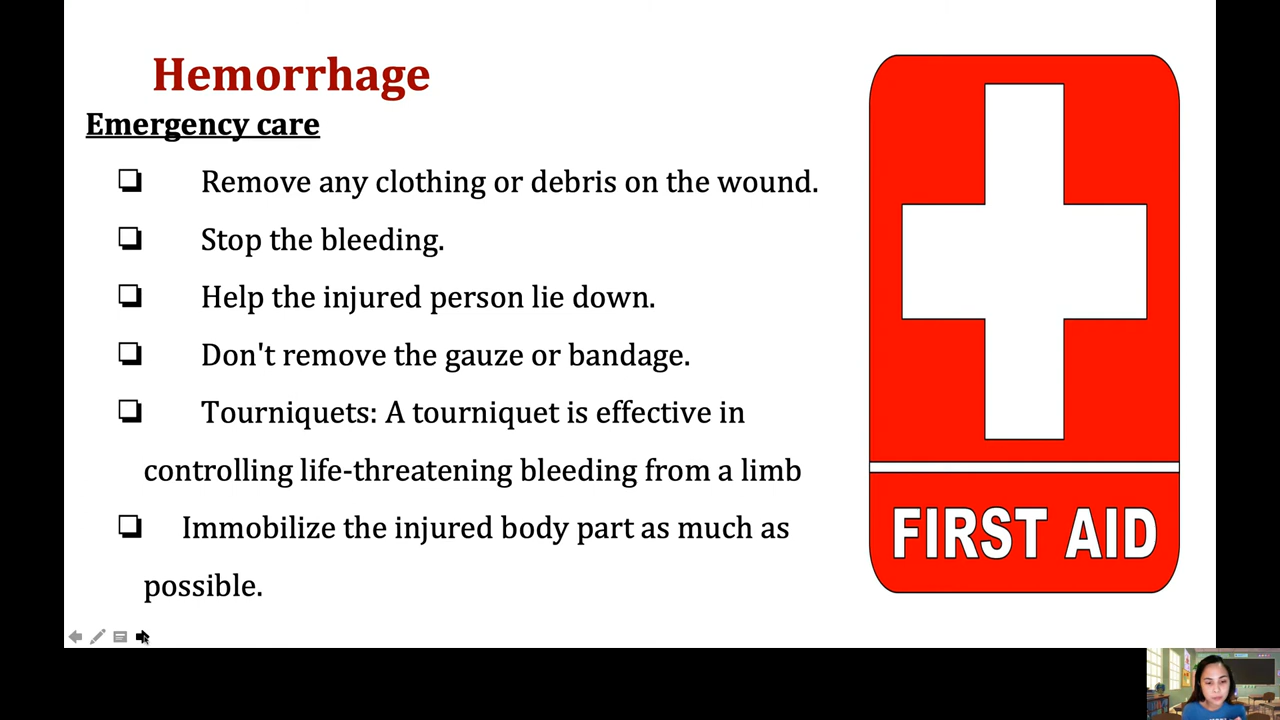 Hemorrhage
Emergency care
❑ Remove any clothing or debris on the wound.
❑ Stop the bleeding.
❑ Help the injured person lie down.
❑ Don't remove the gauze or bandage.
❑ Tourniquets: A tourniquet is effective in
controlling life-threatening bleeding from a limb
❑ Immobilize the injured body part as much as
possible.
FIRST AID